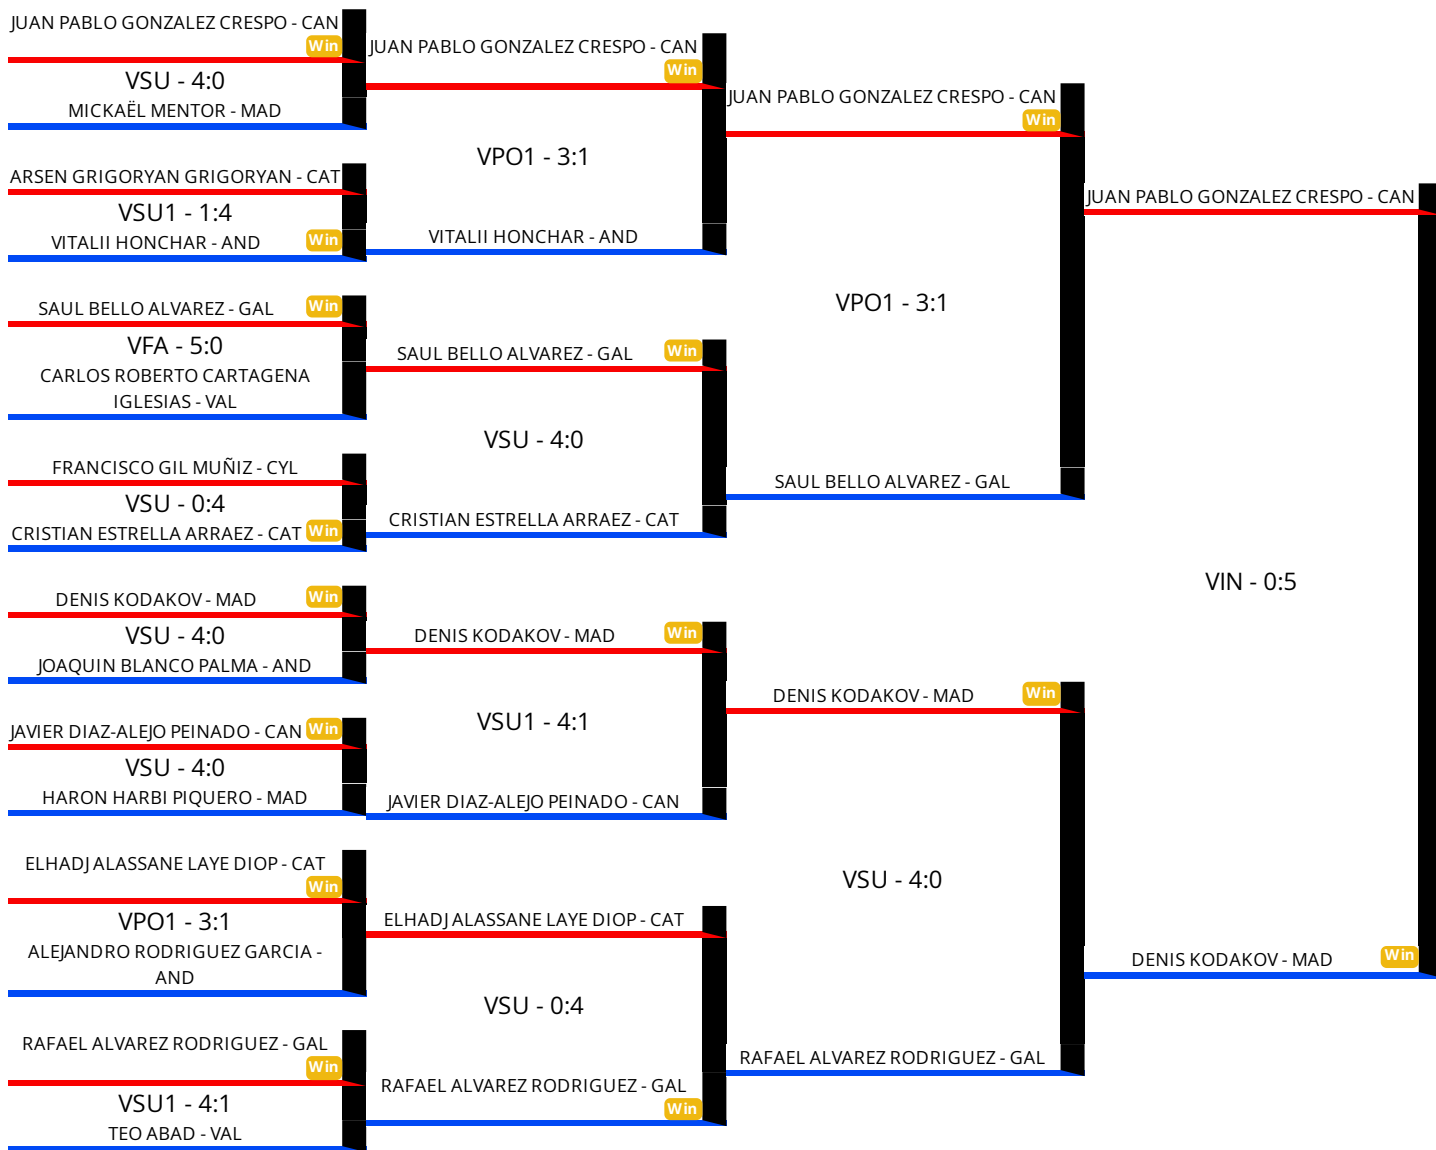 JUAN PABLO GONZALEZ CRESPO - CAN
Win
VSU - 4:0
MICKAËL MENTOR - MAD
ARSEN GRIGORYAN GRIGORYAN - CAT
VSU1 - 1:4
VITALII HONCHAR - AND
Win
SAUL BELLO ALVAREZ - GAL
Win
VFA - 5:0
CARLOS ROBERTO CARTAGENA
IGLESIAS - VAL
FRANCISCO GIL MUÑIZ - CYL
VSU - 0:4
CRISTIAN ESTRELLA ARRAEZ - CAT
Win
DENIS KODAKOV - MAD
Win
VSU - 4:0
JOAQUIN BLANCO PALMA - AND
JAVIER DIAZ-ALEJO PEINADO - CAN
Win
VSU - 4:0
HARON HARBI PIQUERO - MAD
ELHADJ ALASSANE LAYE DIOP - CAT
Win
VPO1 - 3:1
ALEJANDRO RODRIGUEZ GARCIA -
AND
RAFAEL ALVAREZ RODRIGUEZ - GAL
Win
VSU1 - 4:1
TEO ABAD - VAL
JUAN PABLO GONZALEZ CRESPO - CAN
Win
VPO1 - 3:1
VITALII HONCHAR - AND
SAUL BELLO ALVAREZ - GAL
Win
VSU - 4:0
CRISTIAN ESTRELLA ARRAEZ - CAT
DENIS KODAKOV - MAD
Win
VSU1 - 4:1
JAVIER DIAZ-ALEJO PEINADO - CAN
ELHADJ ALASSANE LAYE DIOP - CAT
VSU - 0:4
RAFAEL ALVAREZ RODRIGUEZ - GAL
Win
JUAN PABLO GONZALEZ CRESPO - CAN
Win
VPO1 - 3:1
SAUL BELLO ALVAREZ - GAL
DENIS KODAKOV - MAD
Win
VSU - 4:0
RAFAEL ALVAREZ RODRIGUEZ - GAL
JUAN PABLO GONZALEZ CRESPO - CAN
VIN - 0:5
DENIS KODAKOV - MAD
Win